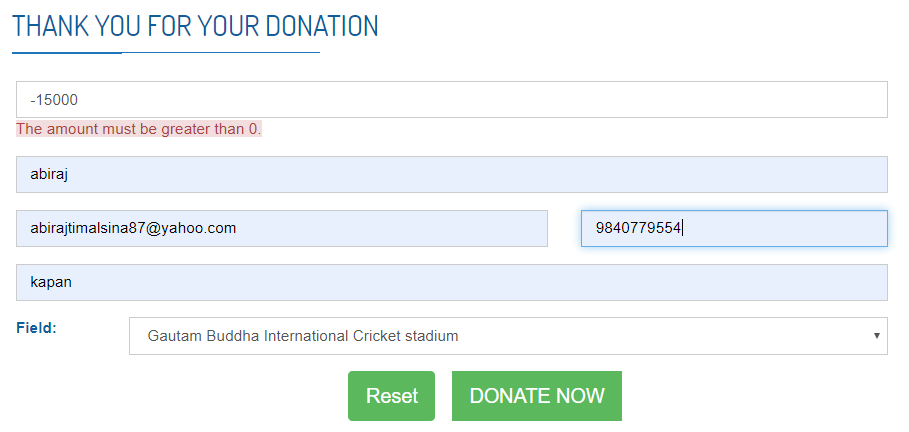 THANK YOU FOR YOUR DONATION
-15000
The amount must be greater than 0.
abiraj
abirajtimalsina87@yahoo.com 9840779554
kapan
Field: Gautam Buddha International Cricket stadium
Reset DONATE NOW